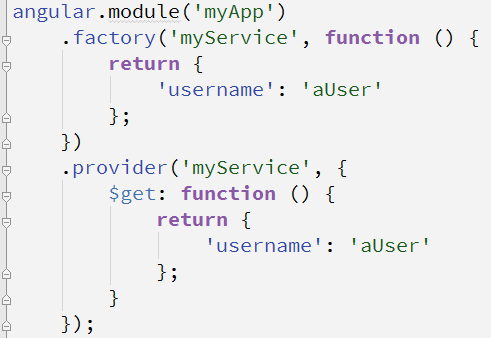 angular.module('myApp')
    .factory('myService', function () {
        return {
            'username': 'aUser'
        };
    })
    .provider('myService', {
        $get: function () {
            return {
                'username': 'aUser'
            };
        }
    });